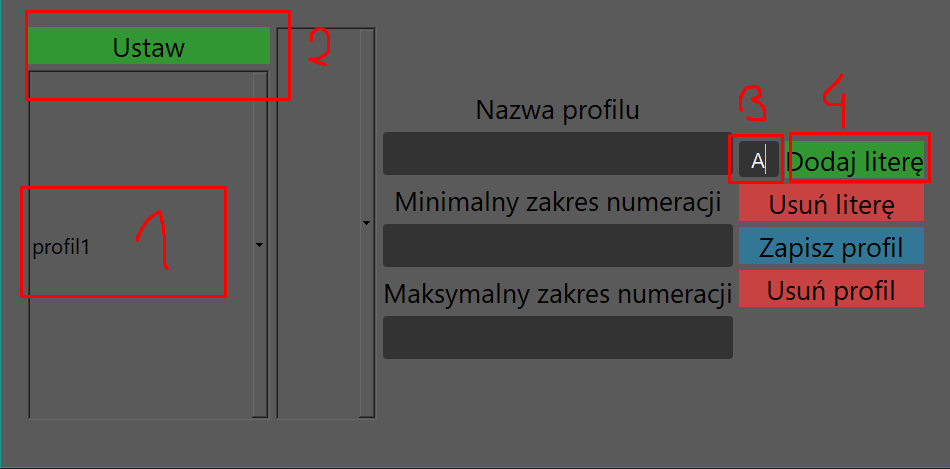 Ustaw
2
profil1
1
Nazwa profilu
Minimalny zakres numeracji
Maksymalny zakres numeracji
3
4
A
Dodaj literę
Usuń literę
Zapisz profil
Usuń profil